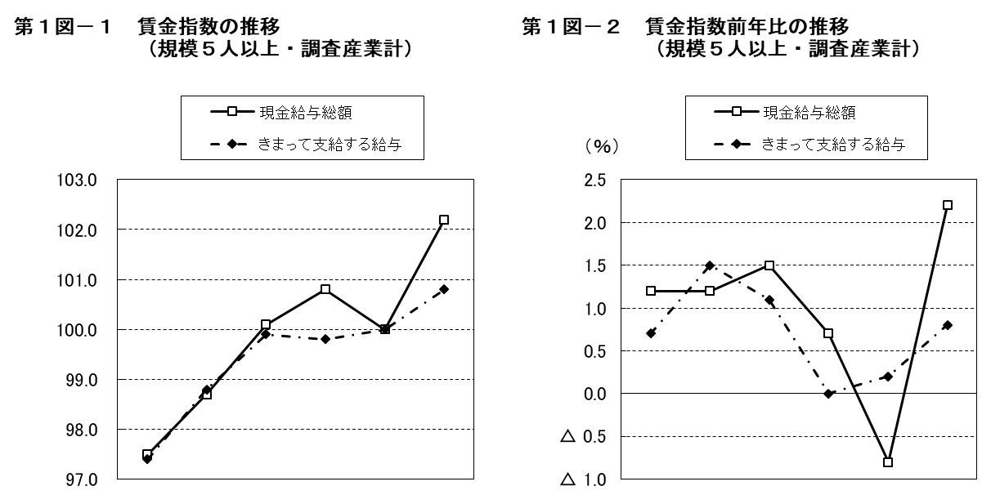 第１図－１　賃金指数の推移
（規模５人以上・調査産業計）
現金給与総額
きまって支給する給与
103.0
102.0
101.0
100.0
99.0
98.0
97.0
第１図－２　賃金指数前年比の推移
（規模５人以上・調査産業計）
現金給与総額
きまって支給する給与
（％）
2.5
2.0
1.5
1.0
0.5
0.0
△ 0.5
△ 1.0